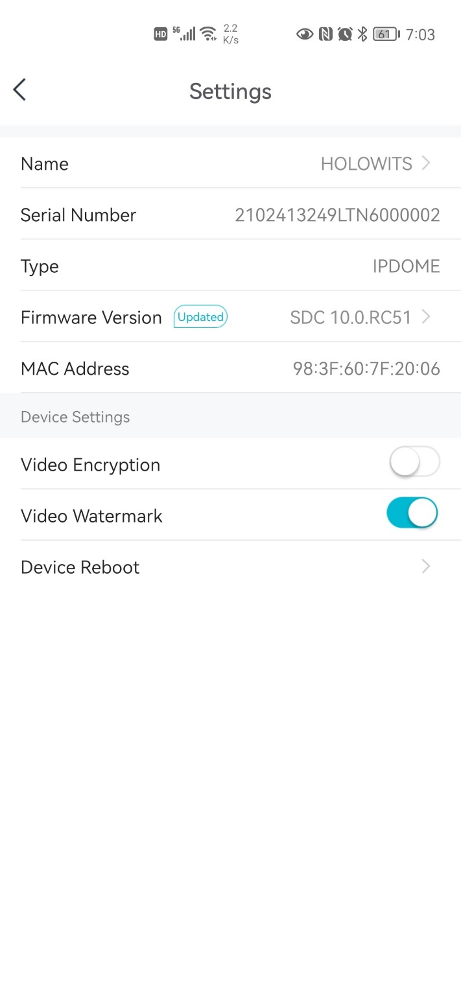 HD 5G 2.2 K/s 61 7:03
Settings
Name HOLOWITS
Serial Number 2102413249LTN6000002
Type IPDOME
Firmware Version Updated SDC 10.0.RC51
MAC Address 98:3F:60:7F:20:06
Device Settings
Video Encryption
Video Watermark
Device Reboot